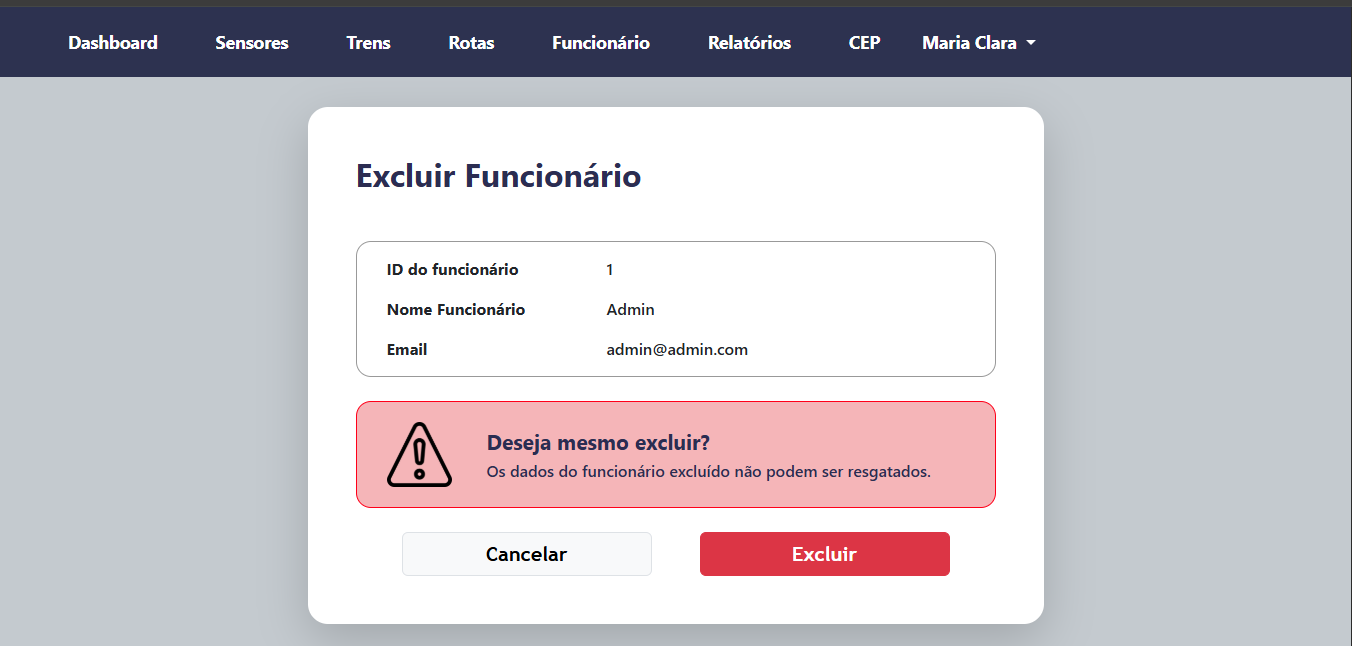 Dashboard Sensores Trens Rotas Funcionário Relatórios CEP Maria Clara
Excluir Funcionário
ID do funcionário 1
Nome Funcionário Admin
Email admin@admin.com
Deseja mesmo excluir?
Os dados do funcionário excluído não podem ser resgatados.
Cancelar Excluir